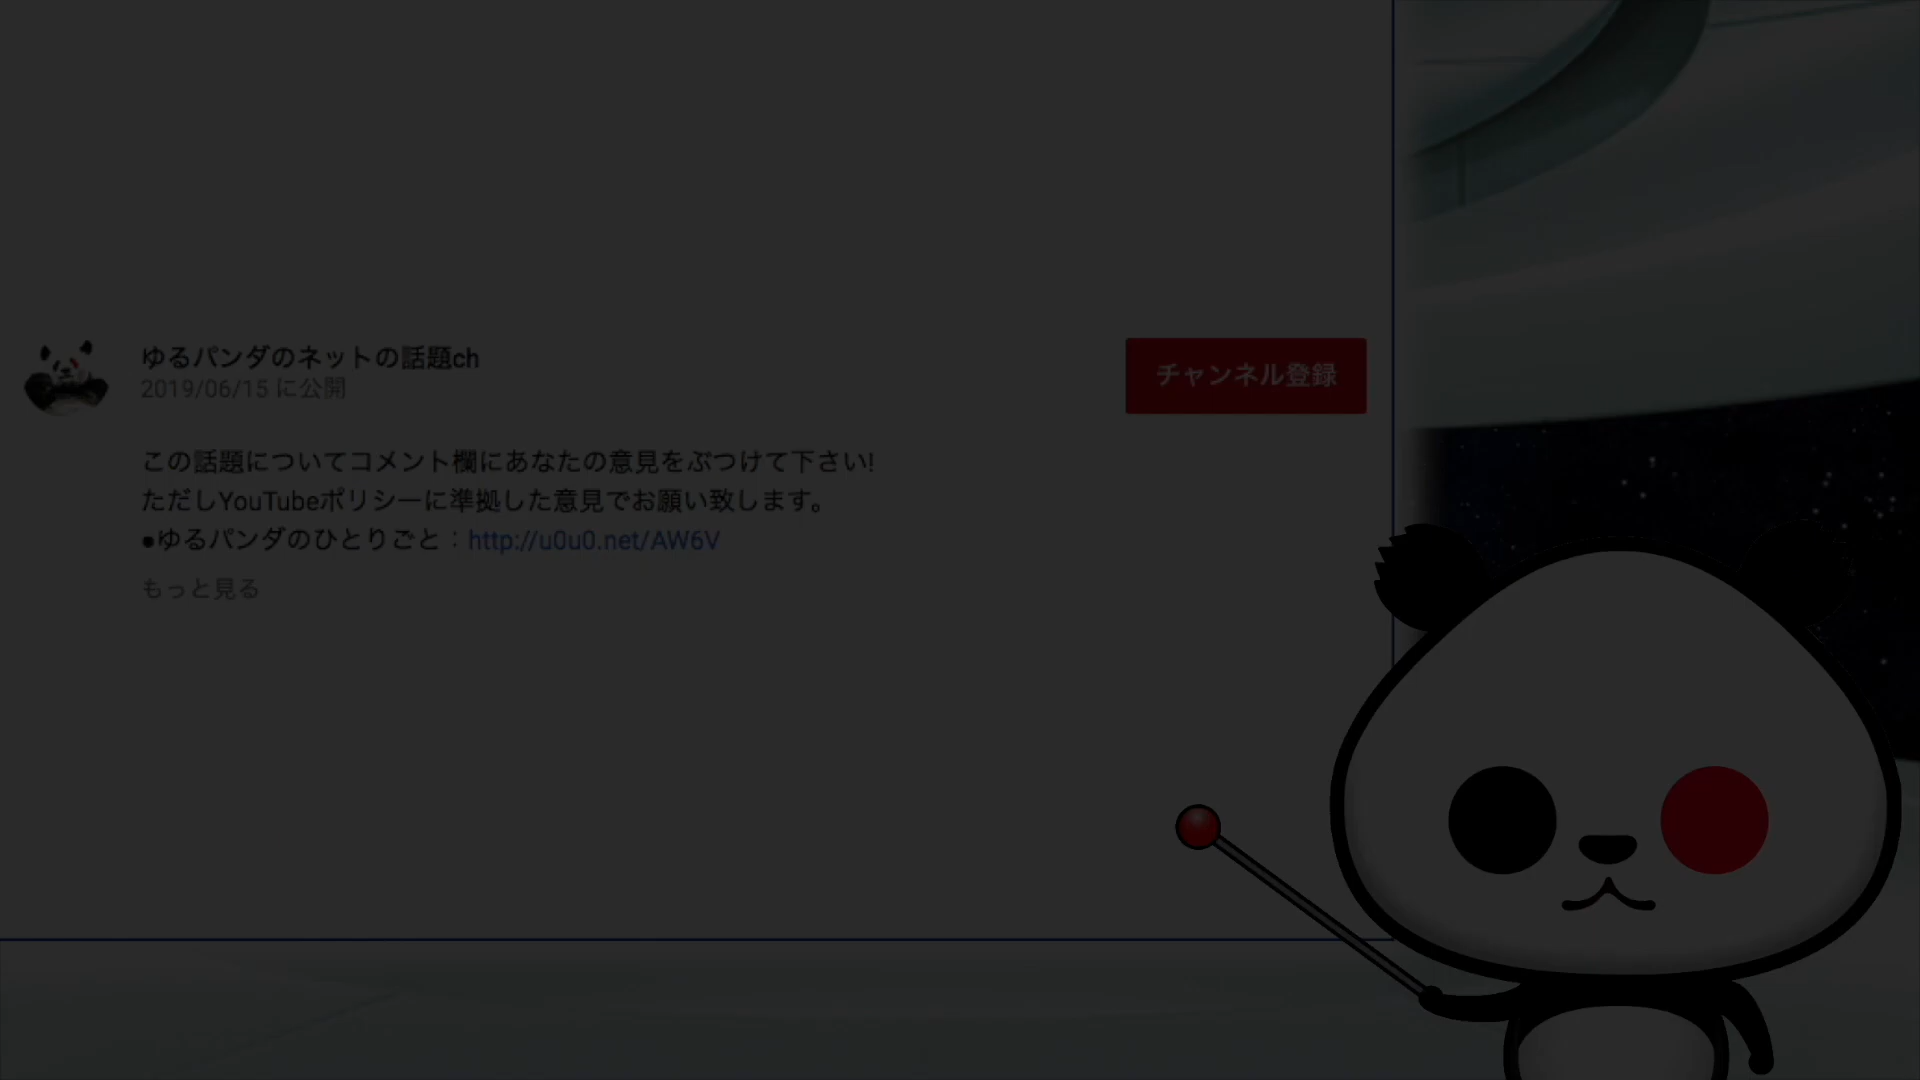 ゆるパンダのネットの話題ch
2019/06/15 に公開
チャンネル登録
この話題についてコメント欄にあなたの意見をぶつけて下さい!
ただしYouTubeポリシーに準拠した意見でお願い致します。
●ゆるパンダのひとりごと：http://u0u0.net/AW6V
もっと見る